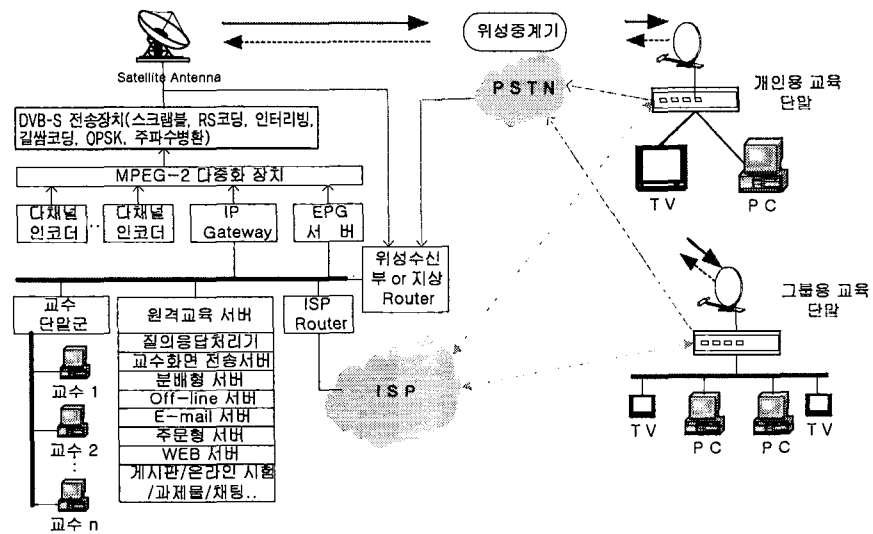 위성중계기
Satellite Antenna
PSTN
개인용 교육
단말
DVB-S 전송장치(스크램블, RS코딩, 인터리빙,
길쌈코딩, QPSK, 주파수병환)
MPEG-2 다중화 장치
TV
PC
다채널
인코더
..
다채널
인코더
IP
Gateway
EPG
서 버
위성수신
부 or 지상
Router
그룹용 교육
단말
교수
단말군
원격교육 서버
ISP
Router
질의응답처리기
교수화면 전송서버
분배형 서버
Off-line 서버
E-mail 서버
주문형 서버
WEB 서버
게시판/온라인 시험
/과제물/채팅..
ISP
교수 1
교수 2
⋮
교수 n
TV
PC
PC
TV